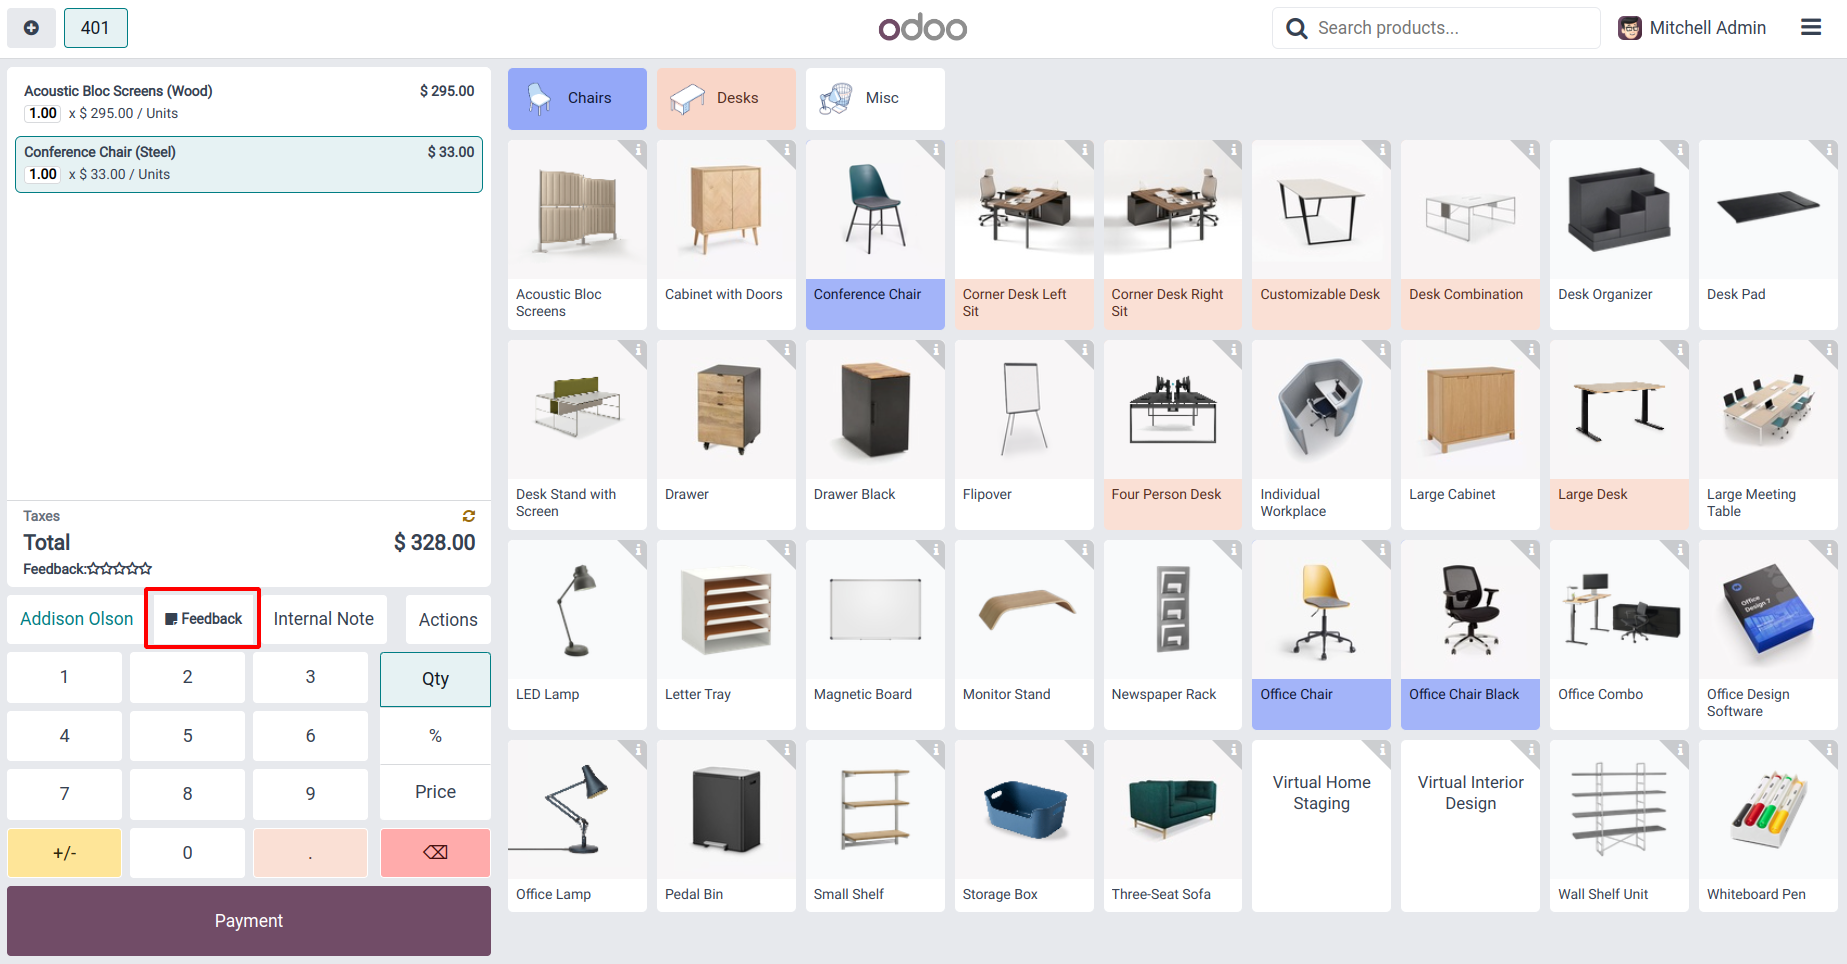 401
odoo
Search products...
Mitchell Admin
Acoustic Bloc Screens (Wood) $ 295.00
1.00 x $ 295.00 / Units
Conference Chair (Steel) $ 33.00
1.00 x $ 33.00 / Units
Taxes
Total $ 328.00
Feedback:
Addison Olson
Feedback
Internal Note
Actions
1 2 3 Qty
4 5 6 %
7 8 9 Price
+/- 0 .
Payment
Chairs
Desks
Misc
Acoustic Bloc
Screens
Cabinet with Doors
Conference Chair
Corner Desk Left
Sit
Corner Desk Right
Sit
Customizable Desk
Desk Combination
Desk Organizer
Desk Pad
Desk Stand with
Screen
Drawer
Drawer Black
Flipover
Four Person Desk
Individual
Workplace
Large Cabinet
Large Desk
Large Meeting
Table
LED Lamp
Letter Tray
Magnetic Board
Monitor Stand
Newspaper Rack
Office Chair
Office Chair Black
Office Combo
Office
Design 7
Office Design
Software
Office Lamp
Pedal Bin
Small Shelf
Storage Box
Three-Seat Sofa
Virtual Home
Staging
Virtual Interior
Design
Wall Shelf Unit
Whiteboard Pen